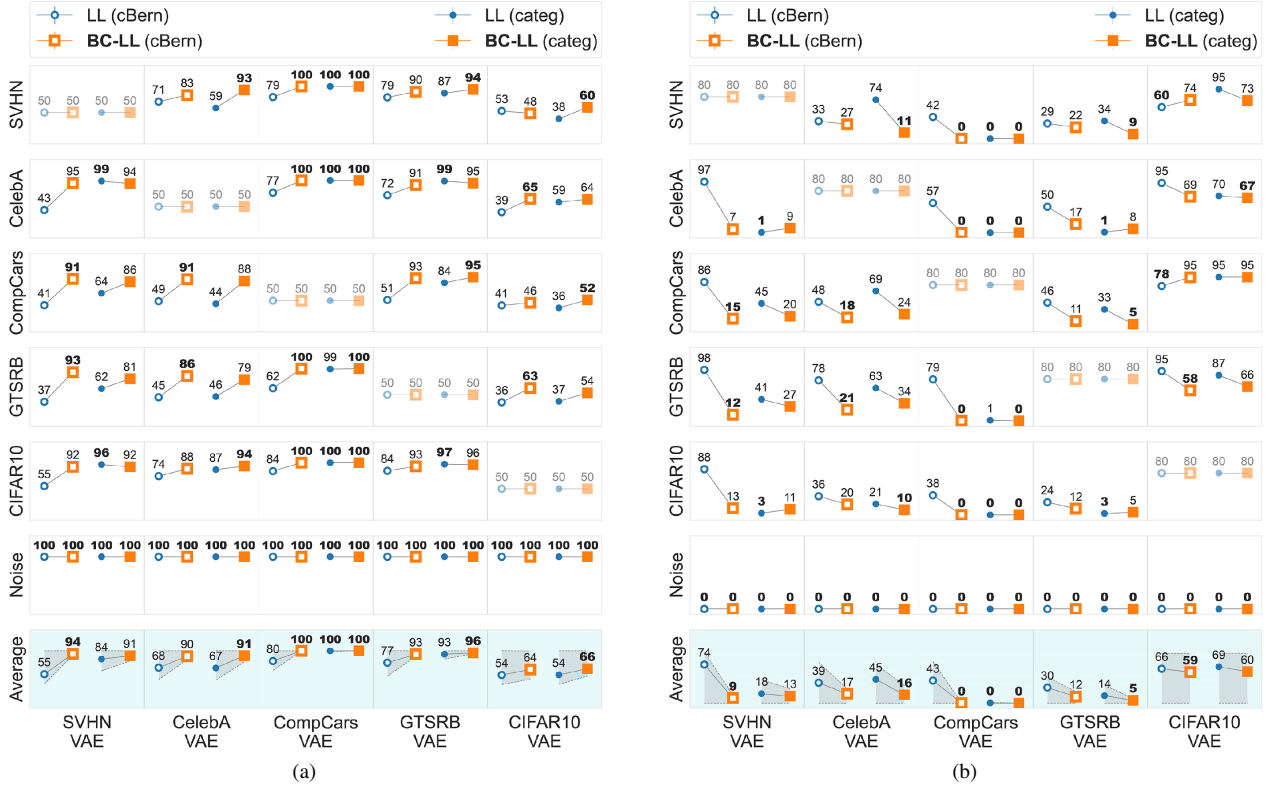 LL (cBern) LL (categ)
BC-LL (cBern) BC-LL (categ)
SVHN 50 50 50 50 71 83 59 93 79 100 100 100 79 90 87 94 53 48 38 60
CelebA 43 95 99 94 50 50 50 50 77 100 100 100 72 91 99 95 39 65 59 64
CompCars 41 91 64 86 49 91 44 88 50 50 50 50 51 93 84 95 41 46 36 52
GTSRB 37 93 62 81 45 86 46 79 62 100 99 100 50 50 50 50 36 63 37 54
CIFAR10 55 92 96 92 74 88 87 94 84 100 100 100 84 93 97 96 50 50 50 50
Noise 100 100 100 100 100 100 100 100 100 100 100 100 100 100 100 100 100 100 100 100
Average 55 94 84 91 68 90 67 91 80 100 100 100 77 93 93 96 54 64 54 66
SVHN CelebA CompCars GTSRB CIFAR10
VAE VAE VAE VAE VAE
(a)
LL (cBern) LL (categ)
BC-LL (cBern) BC-LL (categ)
SVHN 80 80 80 80 33 27 74 11 42 0 0 0 29 22 34 9 60 74 95 73
CelebA 97 7 1 9 80 80 80 80 57 0 0 0 50 17 1 8 95 69 70 67
CompCars 86 15 45 20 48 18 69 24 80 80 80 80 46 11 33 5 78 95 95 95
GTSRB 98 12 41 27 78 21 63 34 79 0 1 0 80 80 80 80 95 58 87 66
CIFAR10 88 13 3 11 36 20 21 10 38 0 0 0 24 12 3 5 80 80 80 80
Noise 0 0 0 0 0 0 0 0 0 0 0 0 0 0 0 0 0 0 0 0
Average 74 9 18 13 39 17 45 16 43 0 0 0 30 12 14 5 66 59 69 60
SVHN CelebA CompCars GTSRB CIFAR10
VAE VAE VAE VAE VAE
(b)